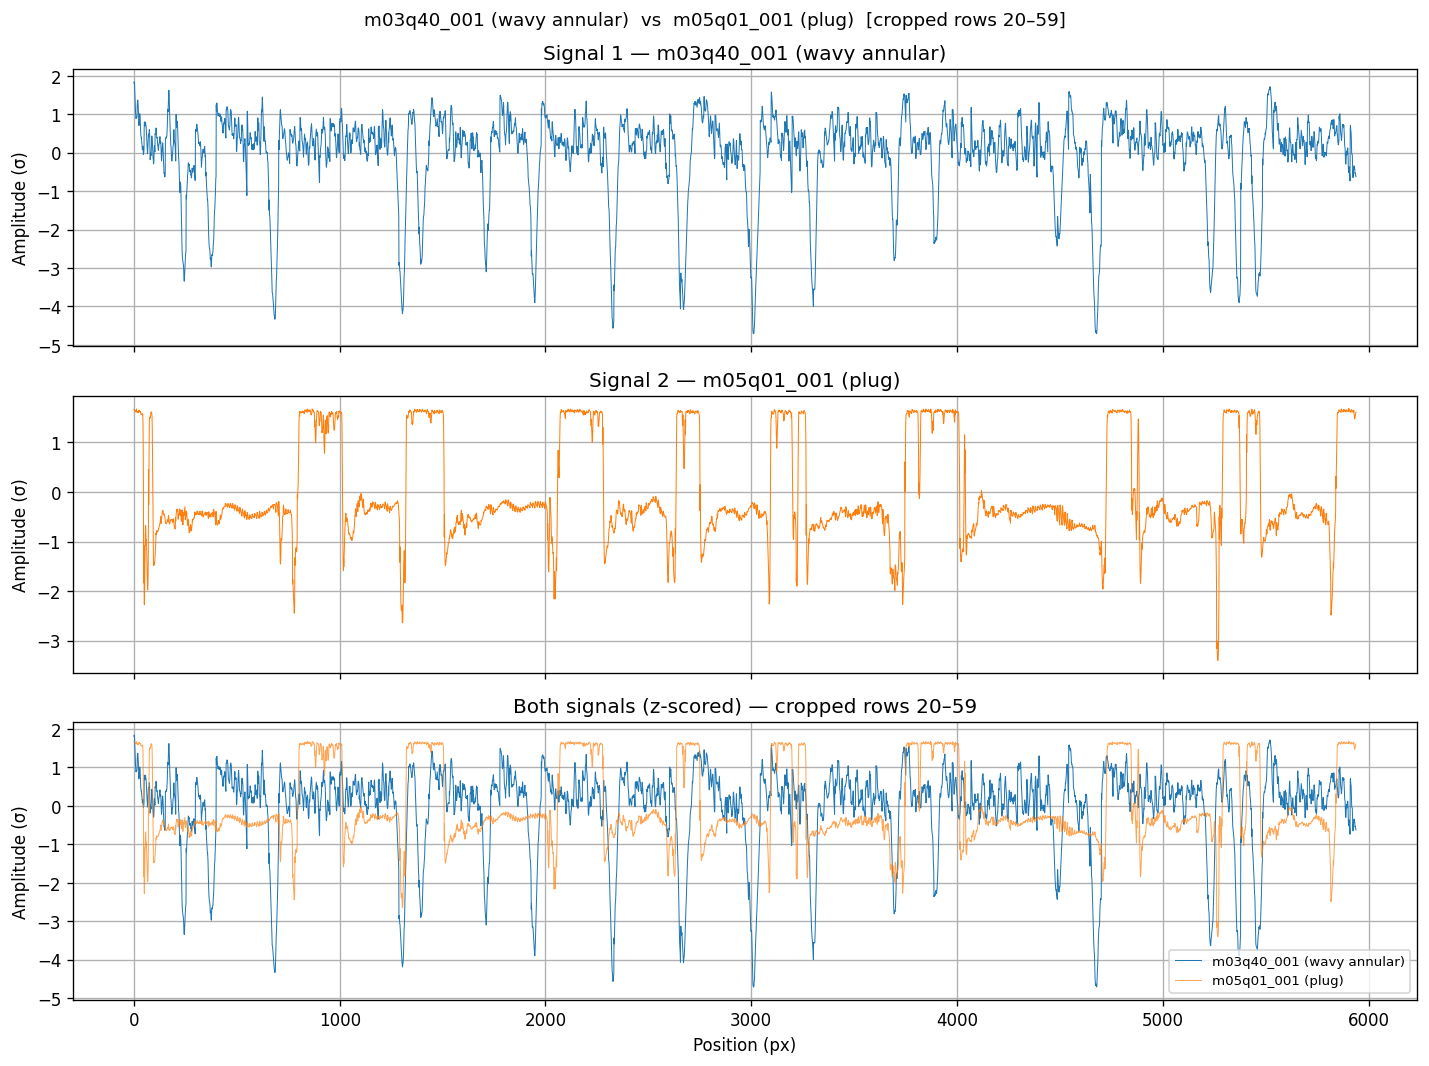 m03q40_001 (wavy annular)  vs  m05q01_001 (plug)  [cropped rows 20–59]
Signal 1 — m03q40_001 (wavy annular)
2
1
0
−1
−2
−3
−4
−5
Amplitude (σ)
Signal 2 — m05q01_001 (plug)
1
0
−1
−2
−3
Amplitude (σ)
Both signals (z-scored) — cropped rows 20–59
2
1
0
−1
−2
−3
−4
−5
Amplitude (σ)
m03q40_001 (wavy annular)
m05q01_001 (plug)
0 1000 2000 3000 4000 5000 6000
Position (px)